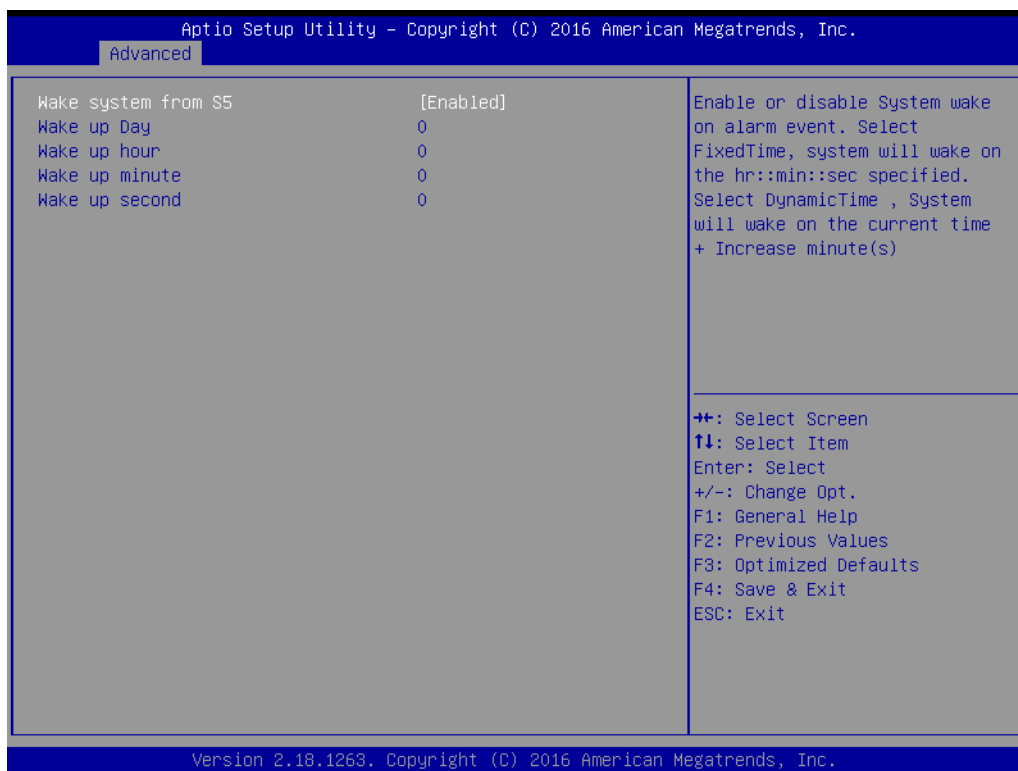 Aptio Setup Utility – Copyright (C) 2016 American Megatrends, Inc.
Advanced
Wake system from S5 [Enabled]
Wake up Day 0
Wake up hour 0
Wake up minute 0
Wake up second 0
Enable or disable System wake
on alarm event. Select
FixedTime, system will wake on
the hr::min::sec specified.
Select DynamicTime , System
will wake on the current time
+ Increase minute(s)
→←: Select Screen
↑↓: Select Item
Enter: Select
+/-: Change Opt.
F1: General Help
F2: Previous Values
F3: Optimized Defaults
F4: Save & Exit
ESC: Exit
Version 2.18.1263. Copyright (C) 2016 American Megatrends, Inc.